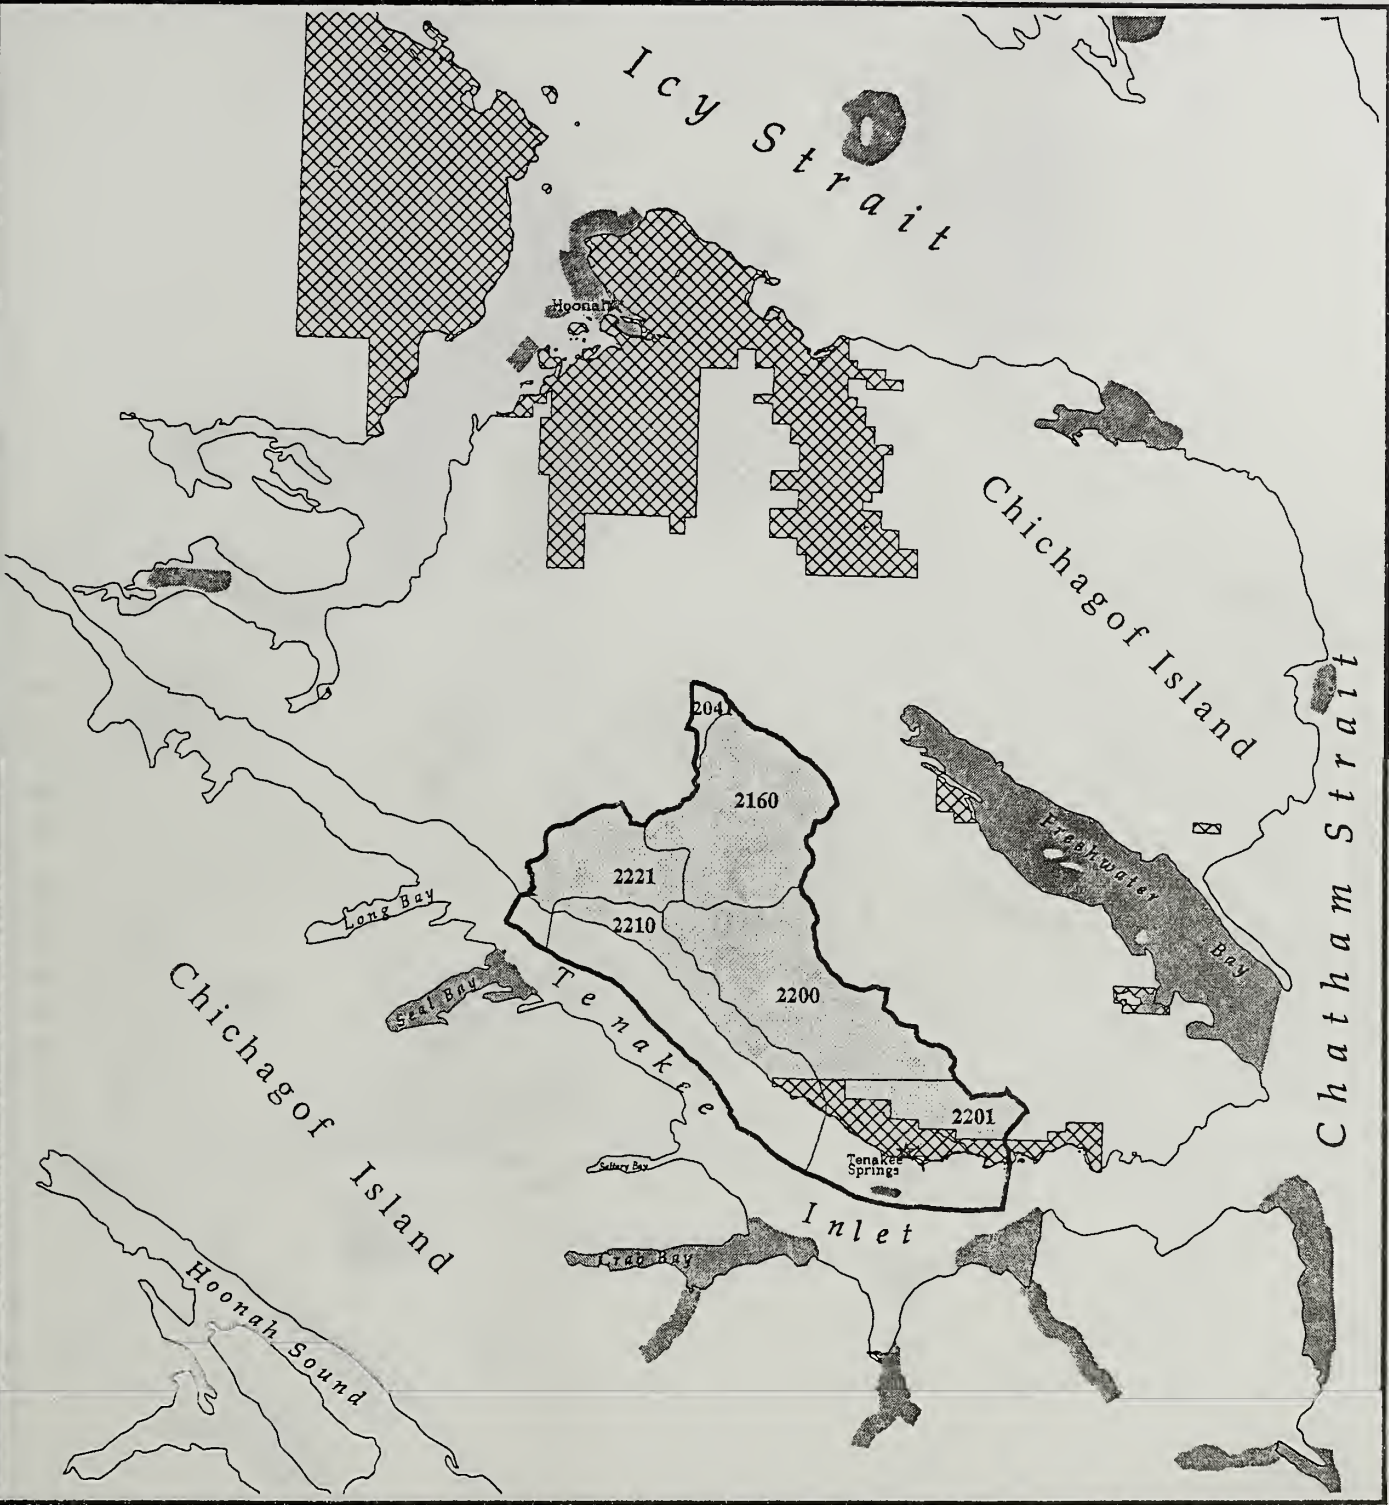 Icy Strait
Hoonah
Chichagof Island
Chatham Strait
2041
2160
Freshwater Bay
2221
Long Bay
2210
Seal Bay
2200
Tenakee Inlet
Chichagof Island
2201
Tenakee
Springs
Saltery Bay
Crab Bay
Hoonah Sound